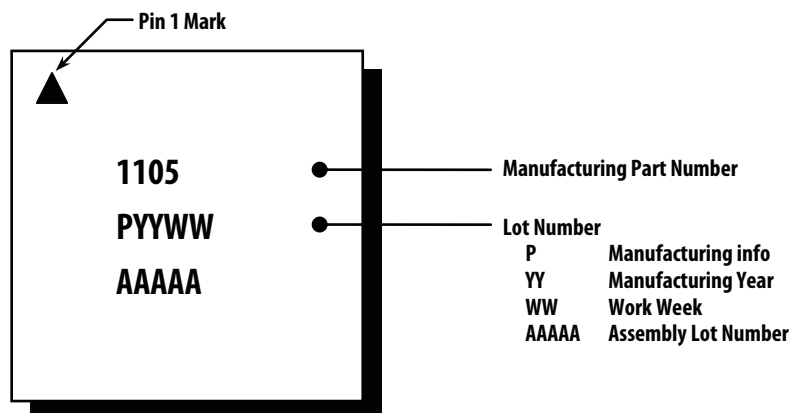 Pin 1 Mark
1105
PYYWW
AAAAA
Manufacturing Part Number
Lot Number
P Manufacturing info
YY Manufacturing Year
WW Work Week
AAAAA Assembly Lot Number